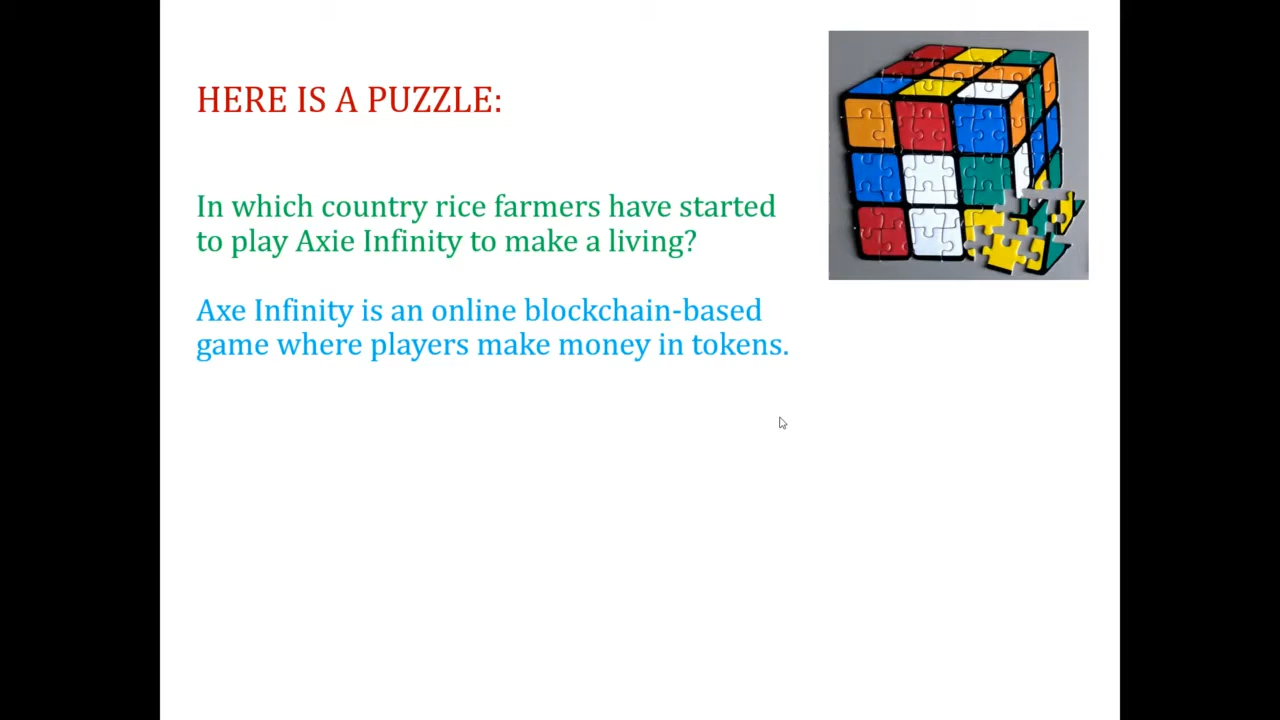 HERE IS A PUZZLE:
In which country rice farmers have started
to play Axie Infinity to make a living?
Axe Infinity is an online blockchain-based
game where players make money in tokens.